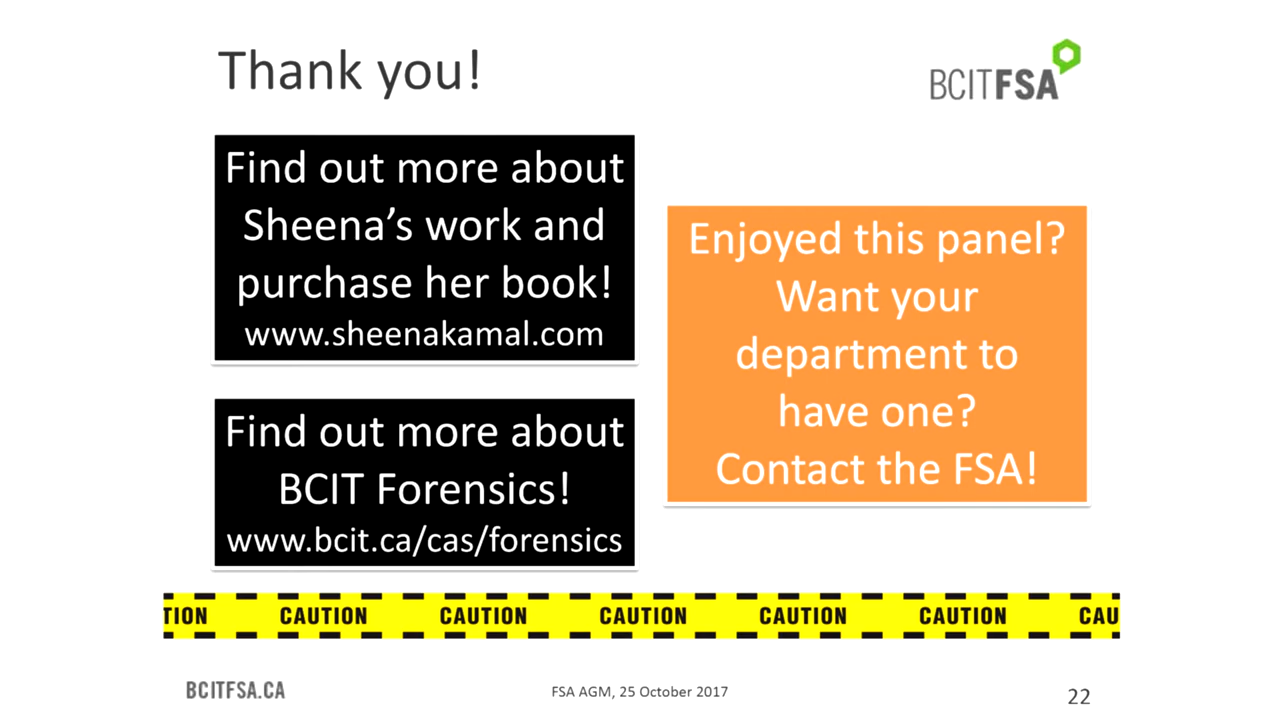 Thank you!
BCITFSA
Find out more about
Sheena’s work and
purchase her book!
www.sheenakamal.com
Enjoyed this panel?
Want your
department to
have one?
Contact the FSA!
Find out more about
BCIT Forensics!
www.bcit.ca/cas/forensics
TION CAUTION CAUTION CAUTION CAUTION CAUTION CAU
BCITFSA.CA
FSA AGM, 25 October 2017
22